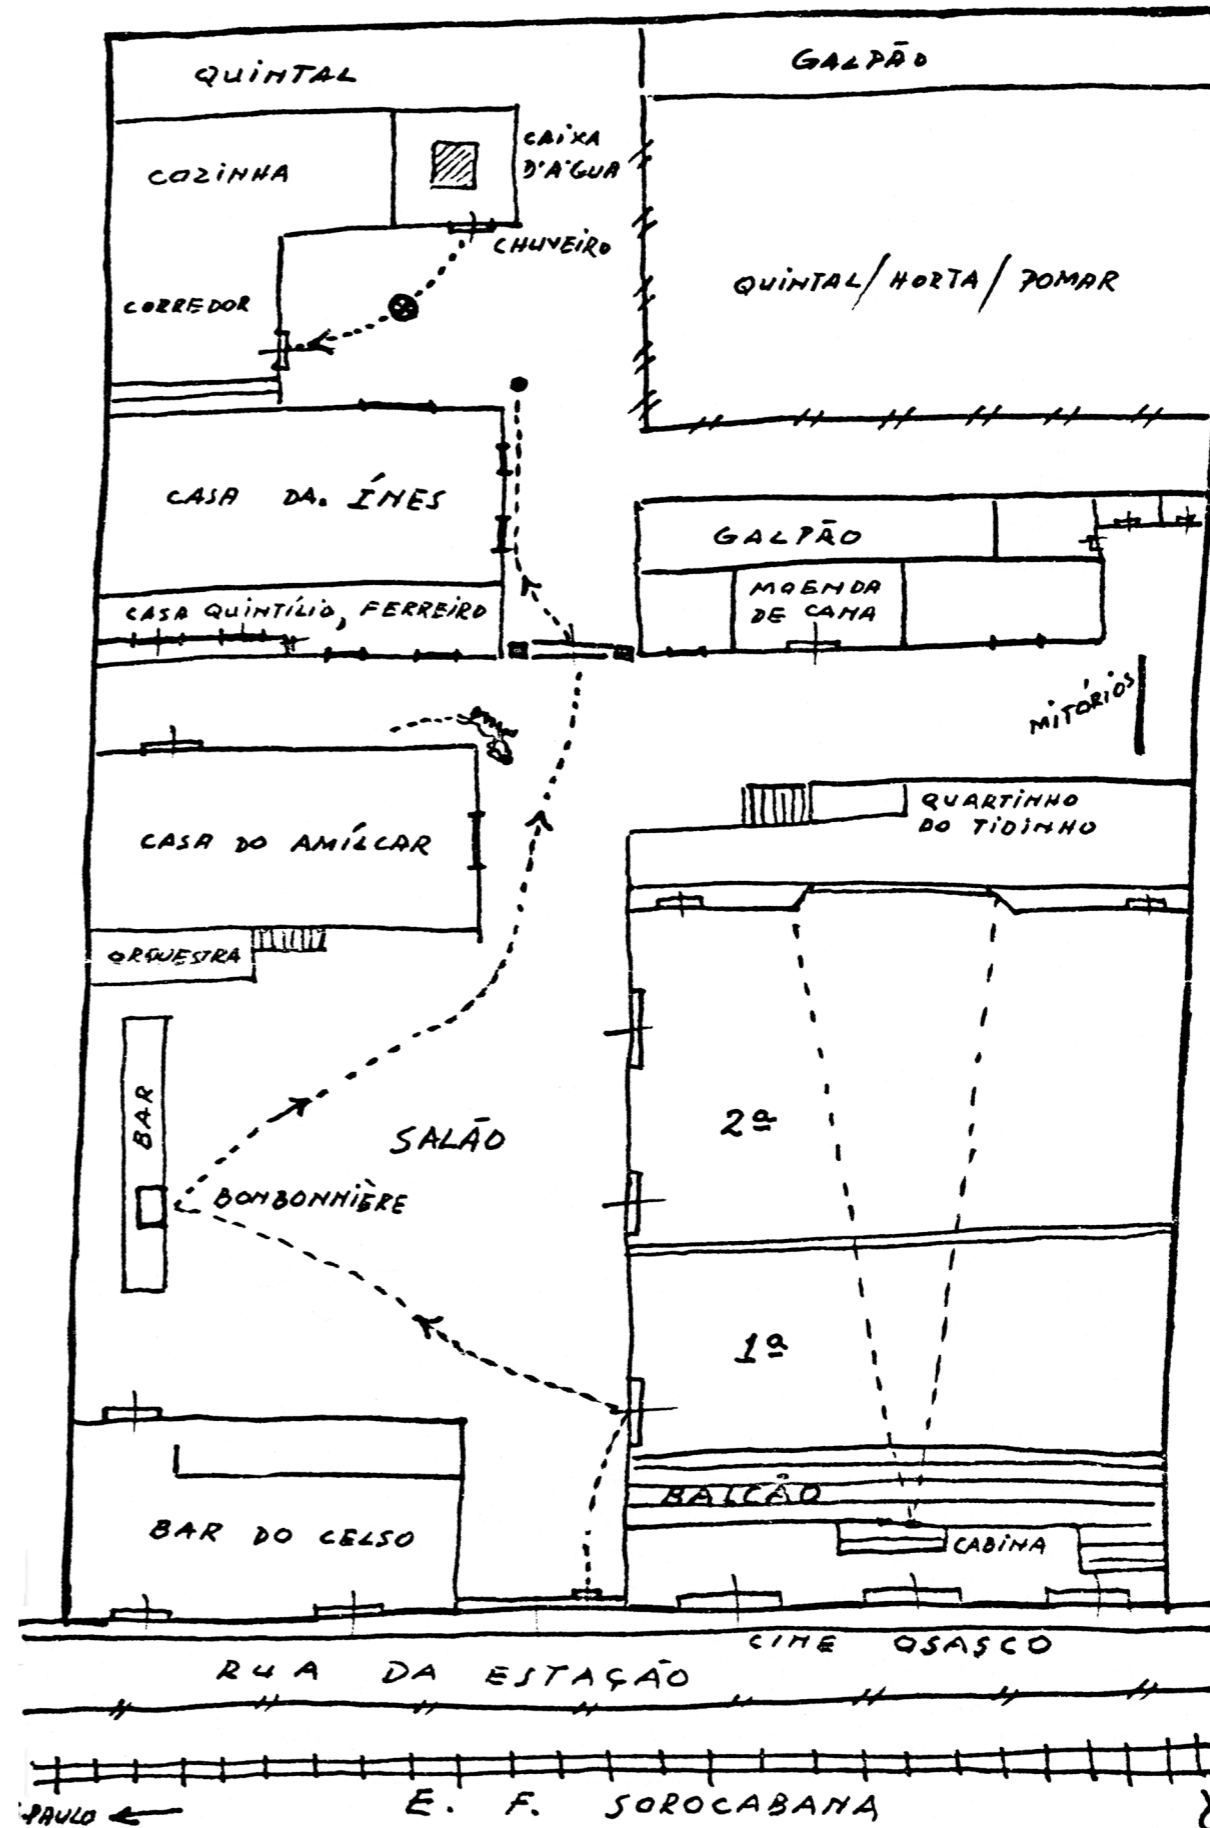 QUINTAL
GALPÃO
COZINHA
CAIXA
D'ÁGUA
CHUVEIRO
CORREDOR
QUINTAL/HORTA/POMAR
CASA DA. ÍNES
GALPÃO
CASA QUINTÍLIO, FERREIRO
MOENDA
DE CANA
MITÓRIOS
CASA DO AMÍLCAR
QUARTINHO
DO TIDINHO
ORQUESTRA
BAR
SALÃO
2ª
BONBONNIÈRE
1ª
BALCÃO
BAR DO CELSO
CABINA
CINE OSASCO
RUA DA ESTAÇÃO
PAULO
E. F. SOROCABANA